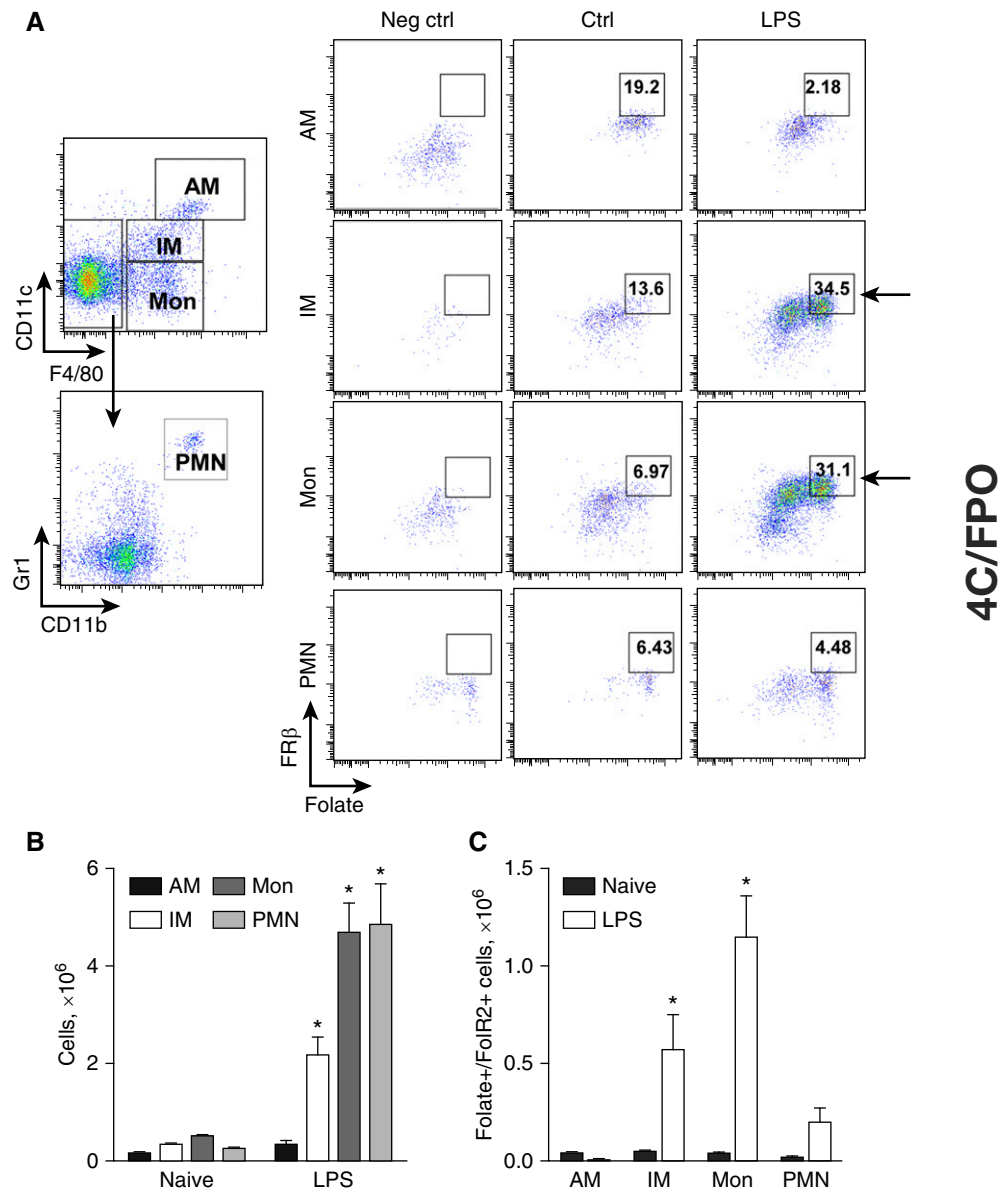 A
Neg ctrl Ctrl LPS
AM
19.2
2.18
AM
IM
Mon
CD11c
F4/80
IM
13.6
34.5
PMN
Gr1
CD11b
Mon
6.97
31.1
PMN
6.43
4.48
FRβ
Folate
4C/FPO
B
6
4
2
0
Cells, ×10⁶
AM Mon
IM PMN
* * *
Naive LPS
C
1.5
1.0
0.5
0.0
Folate+/FolR2+ cells, ×10⁶
Naive
LPS
* *
AM IM Mon PMN